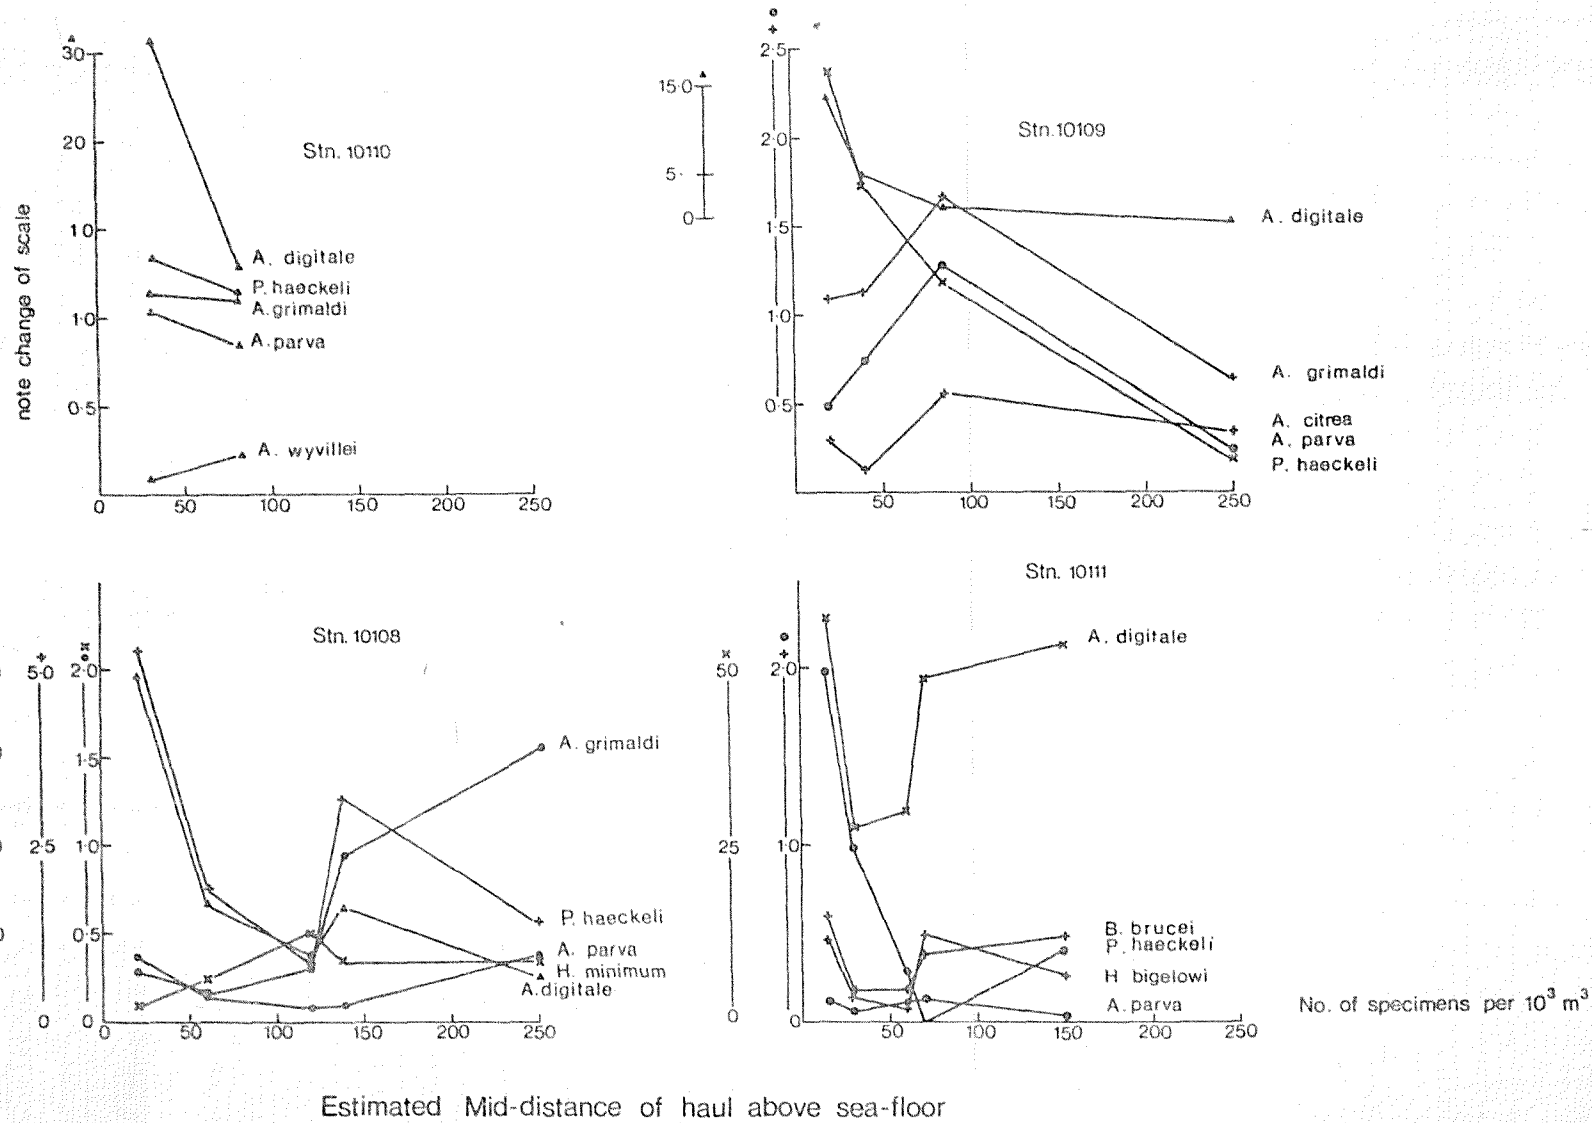 Stn. 10110
note change of scale
30
20
10
1·0
0·5
A. digitale
P. haeckeli
A. grimaldi
A. parva
A. wyvillei
0 50 100 150 200 250
Stn. 10109
15·0
5·
0
2·5
2·0
1·5
1·0
0·5
A. digitale
A. grimaldi
A. citrea
A. parva
P. haeckeli
50 100 150 200 250
Stn. 10108
5·0
2·5
0
2·0
1·5
1·0
0·5
0
A. grimaldi
P. haeckeli
A. parva
H. minimum
A. digitale
0 50 100 150 200 250
Stn. 10111
50
25
0
2·0
1·0
0
A. digitale
B. brucei
P. haeckeli
H bigelowi
A. parva
50 100 150 200 250
No. of specimens per 10³ m³
Estimated Mid-distance of haul above sea-floor